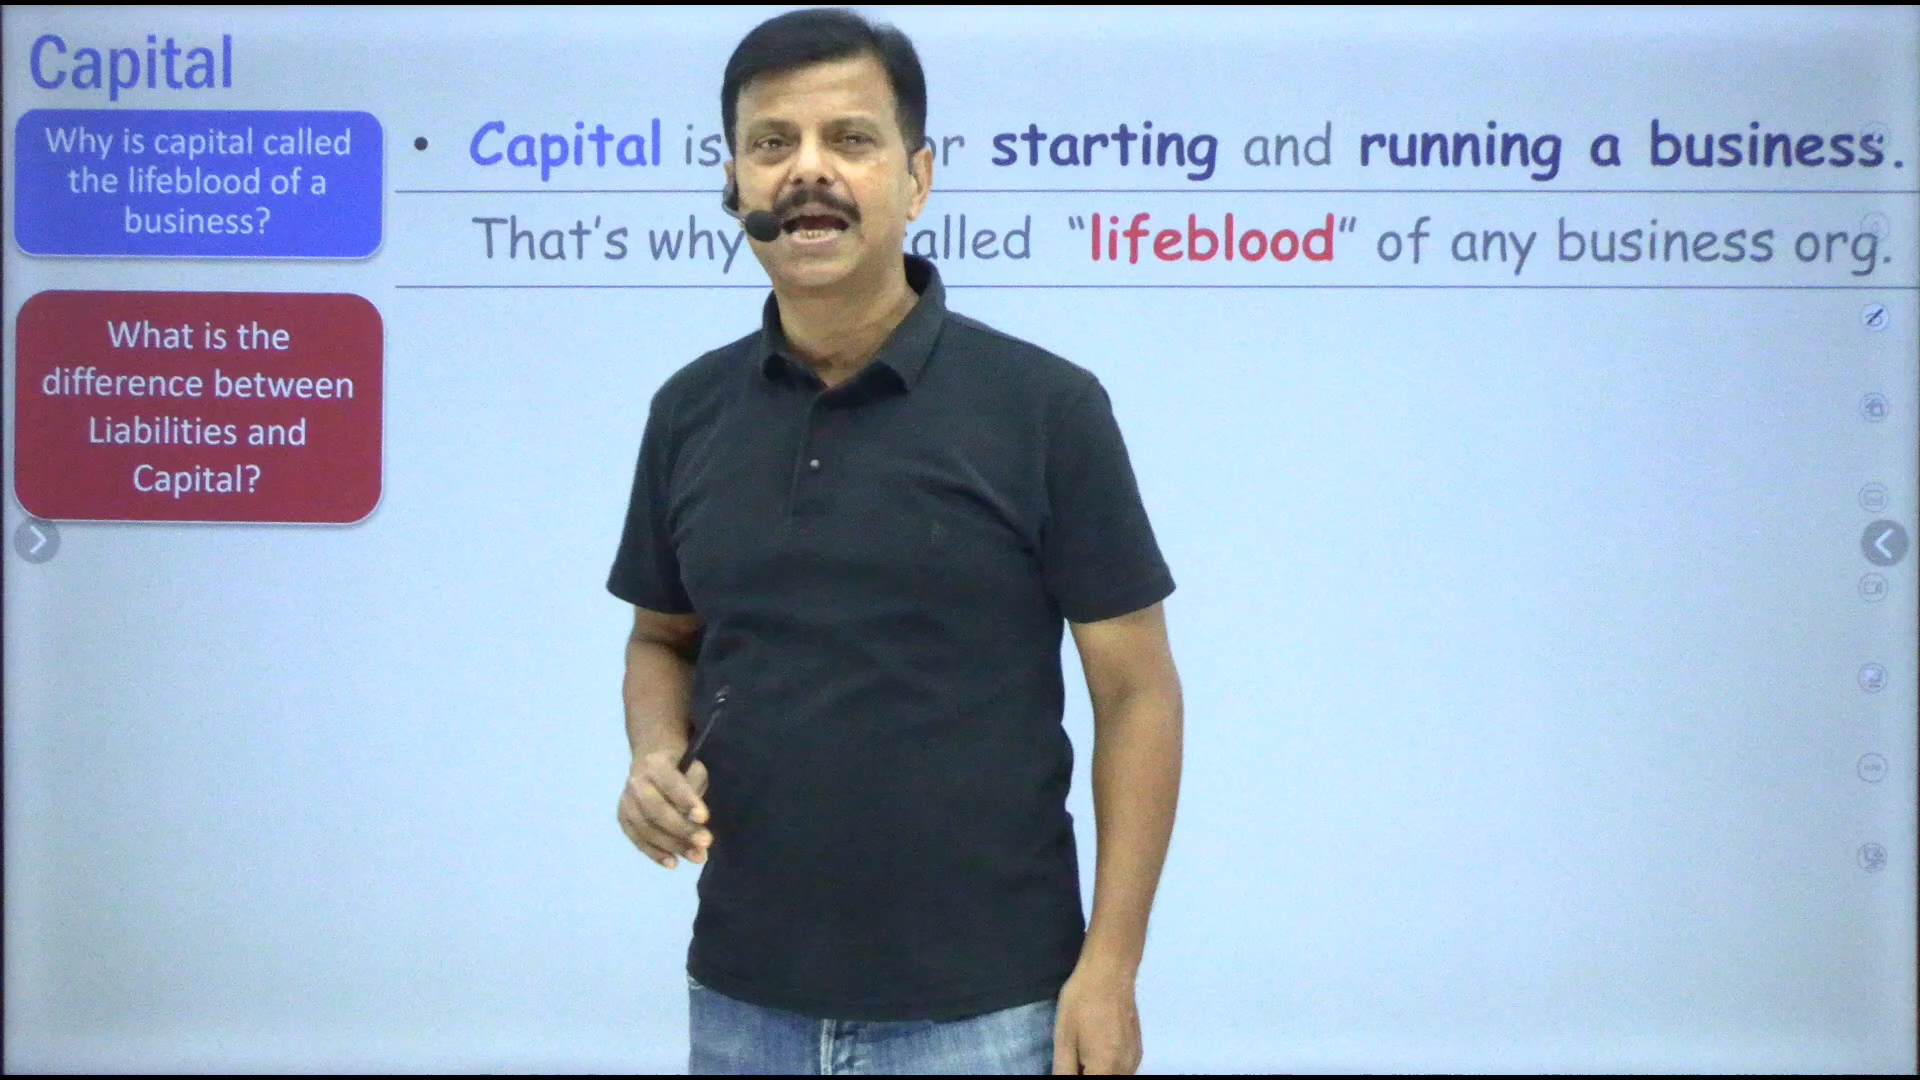 Capital
Why is capital called
the lifeblood of a
business?
What is the
difference between
Liabilities and
Capital?
• Capital is r starting and running a business.
That's why alled “lifeblood” of any business org.